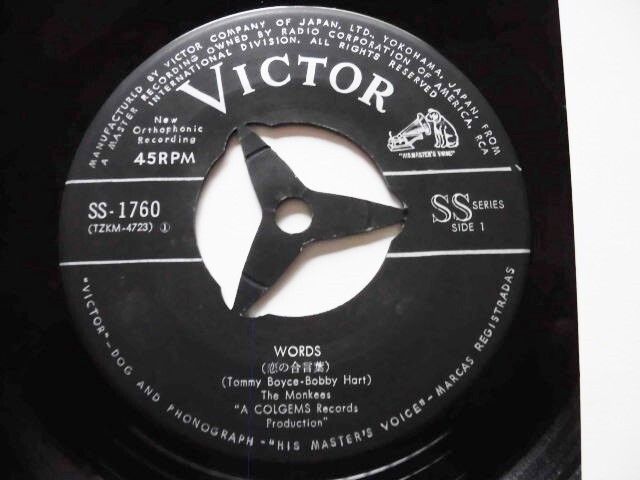 MANUFACTURED BY VICTOR COMPANY OF JAPAN, LTD., YOKOHAMA, JAPAN, FROM
A MASTER RECORDING OWNED BY RADIO CORPORATION OF AMERICA, RCA
INTERNATIONAL DIVISION. ALL RIGHTS RESERVED
VICTOR
New
Orthophonic
Recording
45RPM
"HIS MASTER'S VOICE"
SS-1760
(TZKM-4723) ①
SS SERIES
SIDE 1
WORDS
(恋の合言葉)
(Tommy Boyce-Bobby Hart)
The Monkees
"A COLGEMS Records
Production"
"VICTOR"-DOG AND PHONOGRAPH-"HIS MASTER'S VOICE"-MARCAS REGISTRADAS